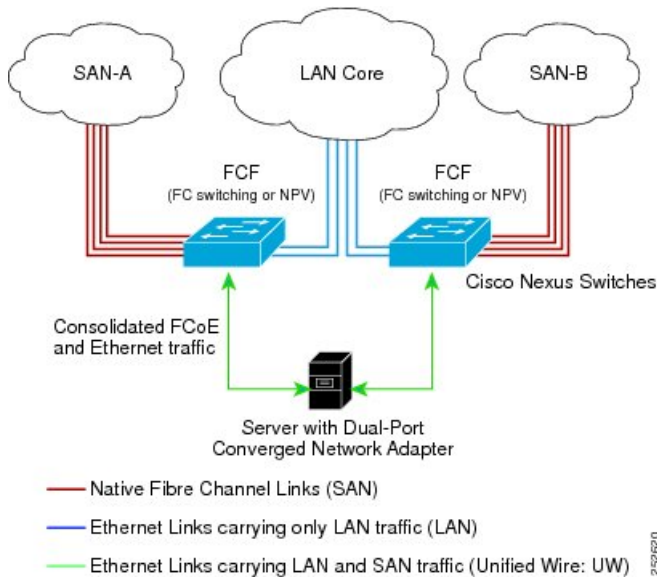 SAN-A
LAN Core
SAN-B
FCF
(FC switching or NPV)
FCF
(FC switching or NPV)
Cisco Nexus Switches
Consolidated FCoE
and Ethernet traffic
Server with Dual-Port
Converged Network Adapter
Native Fibre Channel Links (SAN)
Ethernet Links carrying only LAN traffic (LAN)
Ethernet Links carrying LAN and SAN traffic (Unified Wire: UW)